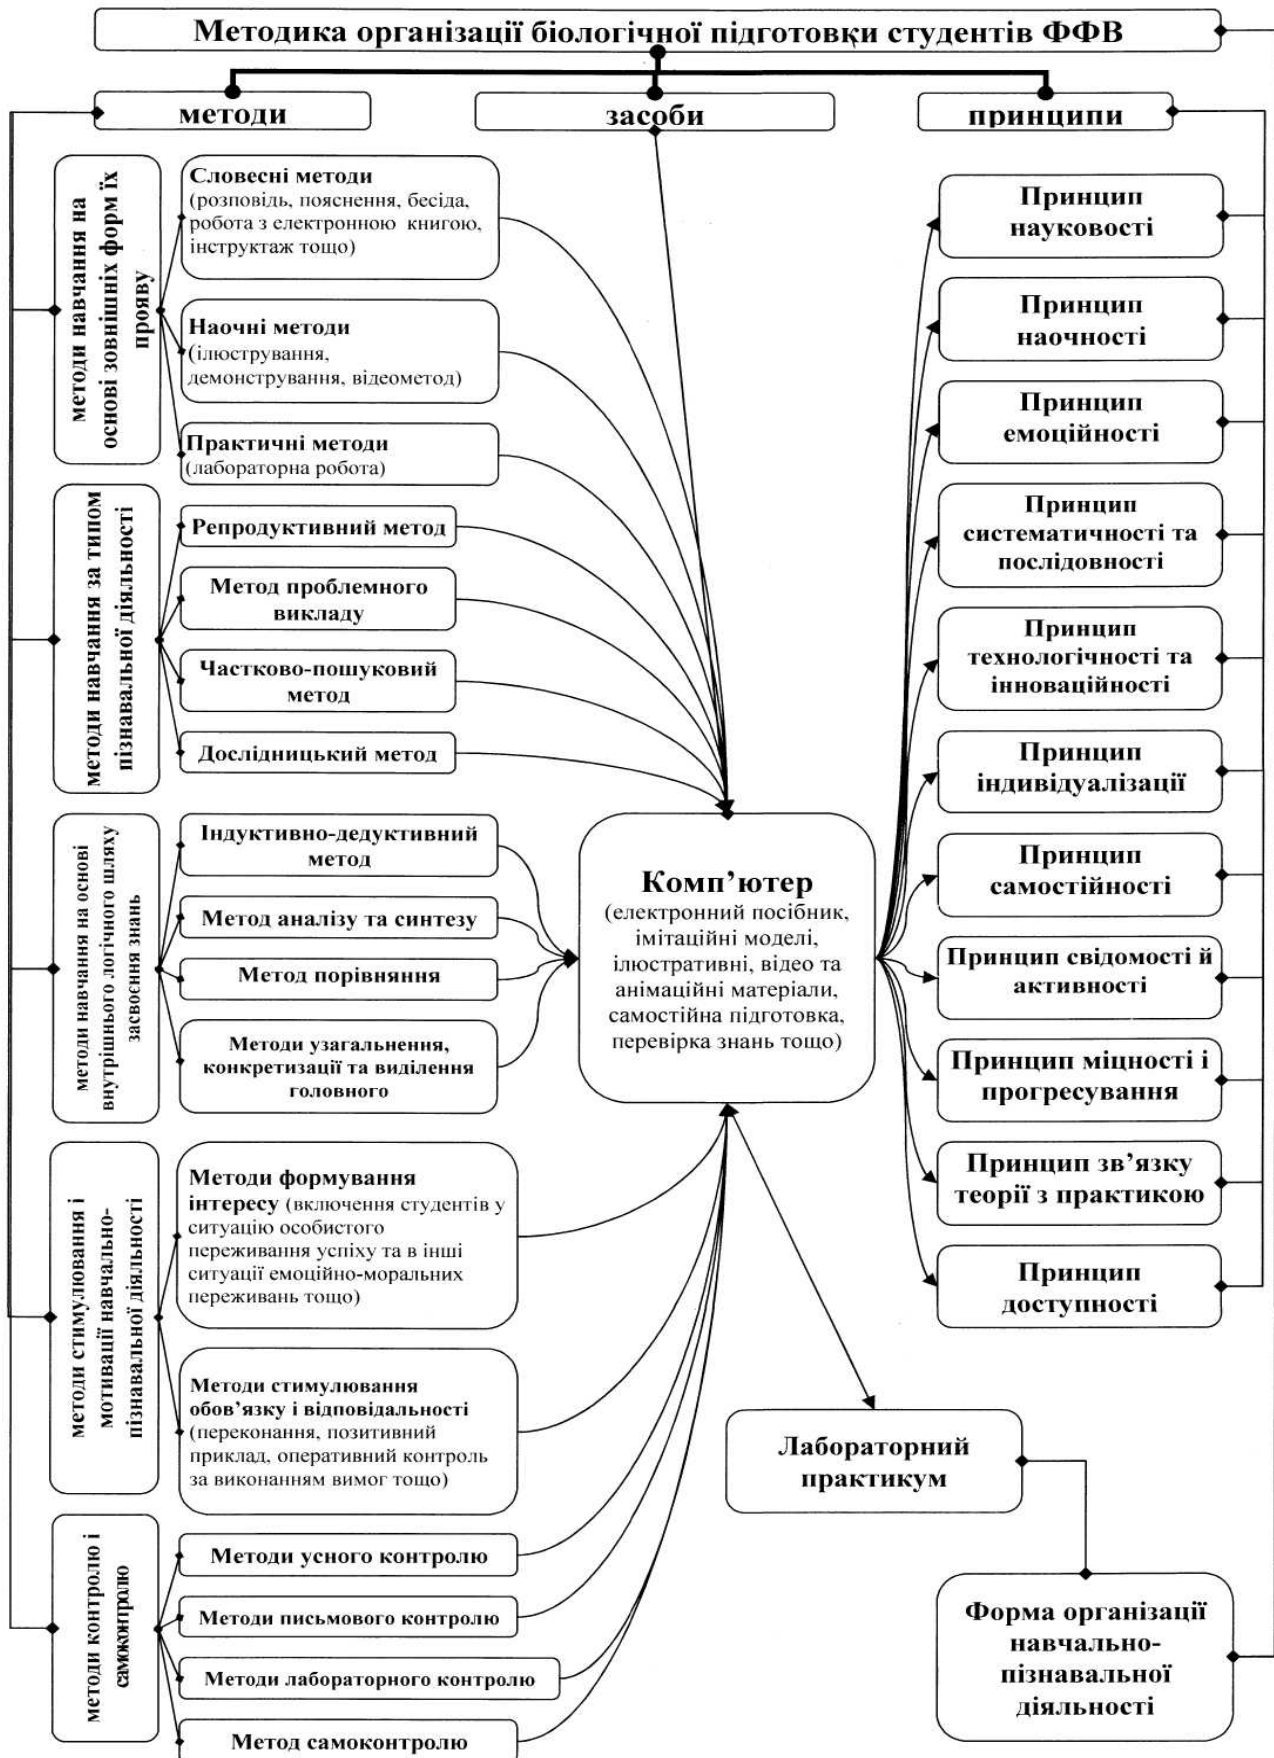 Методика організації біологічної підготовки студентів ФФВ
методи
засоби
принципи
методи навчання на
основі зовнішніх форм їх
прояву
Словесні методи
(розповідь, пояснення, бесіда,
робота з електронною книгою,
інструктаж тощо)
Наочні методи
(ілюстрування,
демонстрування, відеометод)
Практичні методи
(лабораторна робота)
методи навчання за типом
пізнавальної діяльності
Репродуктивний метод
Метод проблемного
викладу
Частково-пошуковий
метод
Дослідницький метод
методи навчання на основі
внутрішнього логічного шляху
засвоєння знань
Індуктивно-дедуктивний
метод
Метод аналізу та синтезу
Метод порівняння
Методи узагальнення,
конкретизації та виділення
головного
методи стимулювання і
мотивації навчально-
пізнавальної діяльності
Методи формування
інтересу (включення студентів у
ситуацію особистого
переживання успіху та в інші
ситуації емоційно-моральних
переживань тощо)
Методи стимулювання
обов’язку і відповідальності
(переконання, позитивний
приклад, оперативний контроль
за виконанням вимог тощо)
методи контролю і
самоконтролю
Методи усного контролю
Методи письмового контролю
Методи лабораторного контролю
Метод самоконтролю
Комп’ютер
(електронний посібник,
імітаційні моделі,
ілюстративні, відео та
анімаційні матеріали,
самостійна підготовка,
перевірка знань тощо)
Принцип
науковості
Принцип
наочності
Принцип
емоційності
Принцип
систематичності та
послідовності
Принцип
технологічності та
інноваційності
Принцип
індивідуалізації
Принцип
самостійності
Принцип свідомості й
активності
Принцип міцності і
прогресування
Принцип зв’язку
теорії з практикою
Принцип
доступності
Лабораторний
практикум
Форма організації
навчально-
пізнавальної
діяльності